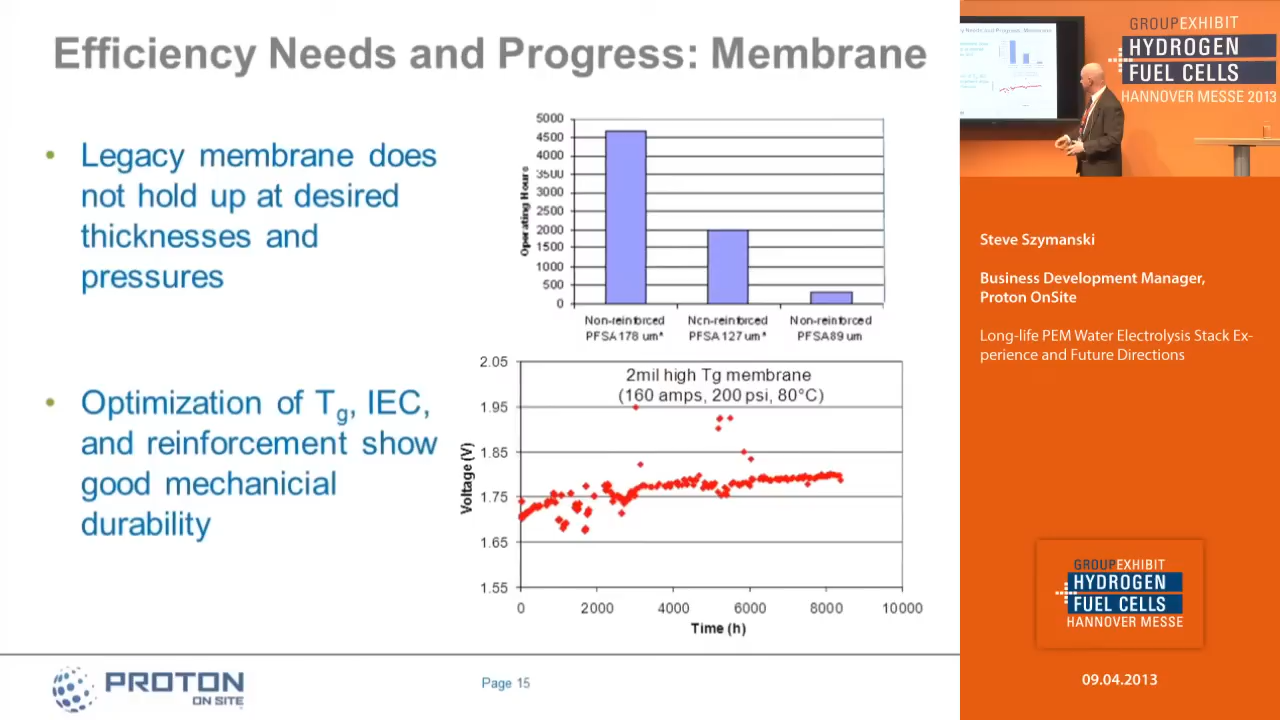 Efficiency Needs and Progress: Membrane
• Legacy membrane does
not hold up at desired
thicknesses and
pressures
• Optimization of Tg, IEC,
and reinforcement show
good mechanicial
durability
5000
4500
4000
3500
3000
2500
2000
1500
1000
500
0
Operating Hours
Non-reinforced
PFSA 178 um*
Non-reinforced
PFSA 127 um*
Non-reinforced
PFSA 89 um
2mil high Tg membrane
(160 amps, 200 psi, 80°C)
2.05
1.95
1.85
1.75
1.65
1.55
Voltage (V)
0 2000 4000 6000 8000 10000
Time (h)
PROTON
ON SITE
Page 15
GROUP EXHIBIT
HYDROGEN
FUEL CELLS
HANNOVER MESSE 2013
Steve Szymanski
Business Development Manager,
Proton OnSite
Long-life PEM Water Electrolysis Stack Ex-
perience and Future Directions
GROUP EXHIBIT
HYDROGEN
FUEL CELLS
HANNOVER MESSE
09.04.2013